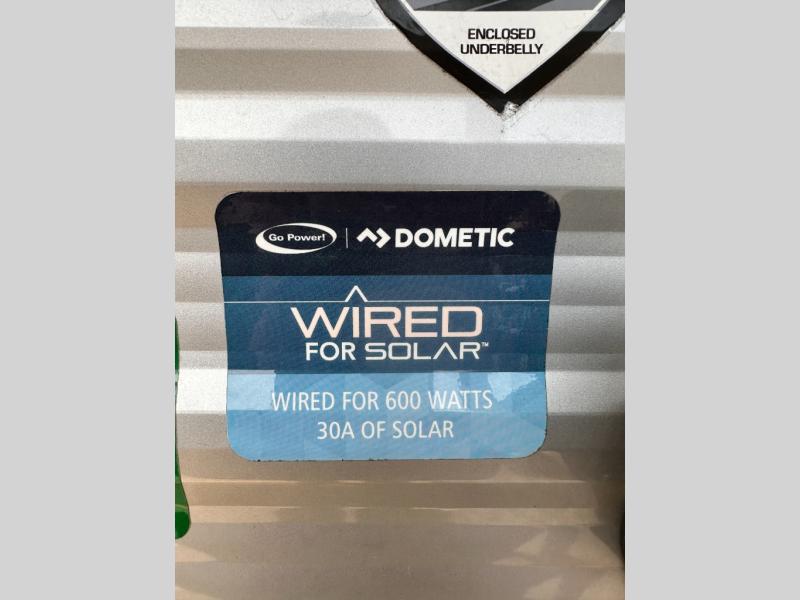 ENCLOSED
UNDERBELLY
Go Power! | DOMETIC
WIRED
FOR SOLAR™
WIRED FOR 600 WATTS
30A OF SOLAR